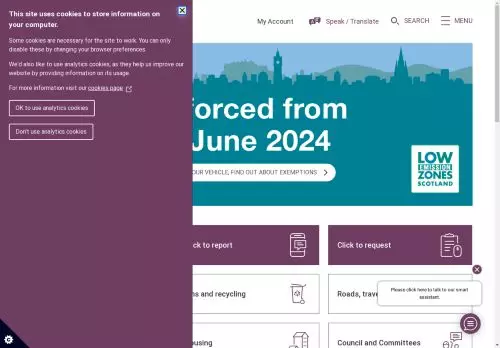 This site uses cookies to store information on
your computer.
Some cookies are necessary for the site to work. You can only
disable these by changing your browser preferences.
We'd also like to use analytics cookies, as they help us improve our
website by providing information on its usage.
For more information visit our cookies page
OK to use analytics cookies
Don't use analytics cookies
My Account
Speak / Translate
SEARCH
MENU
forced from
June 2024
OUR VEHICLE, FIND OUT ABOUT EXEMPTIONS
LOW
EMISSION
ZONES
SCOTLAND
ck to report
Click to request
ns and recycling
Roads, trave
Please click here to talk to our smart
assistant.
using
Council and Committees